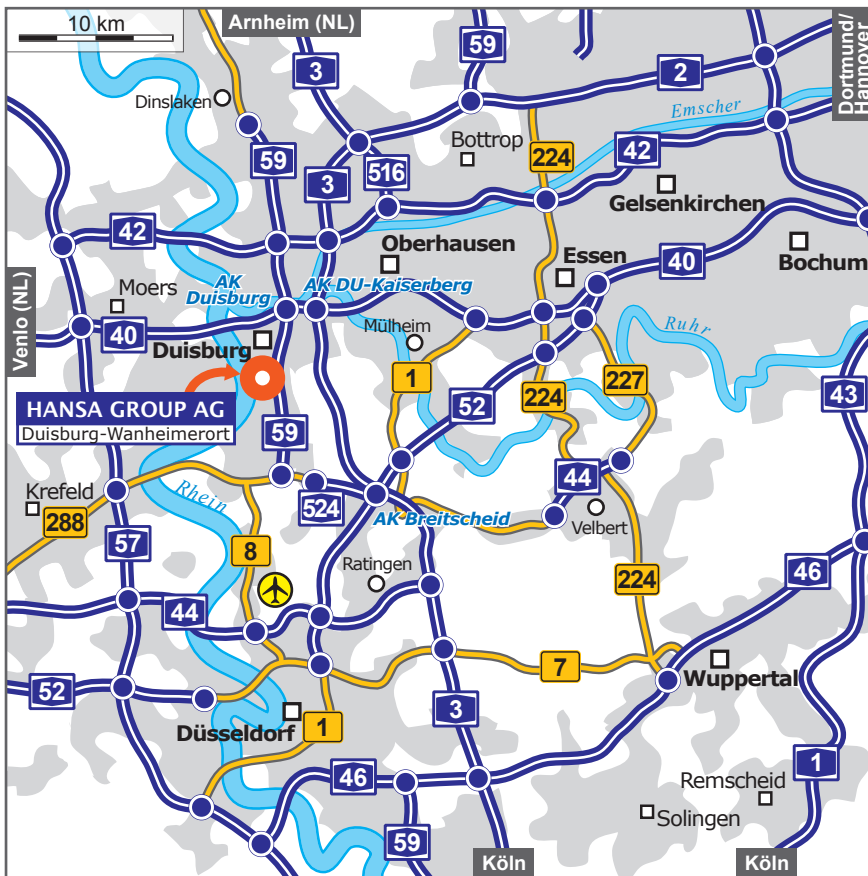 10 km
Arnheim (NL)
Dortmund/
Hannover
59
3
2
Dinslaken
Emscher
Bottrop
59
224
42
3
516
Gelsenkirchen
42
Oberhausen
Essen
40
Bochum
AK
Duisburg
AK DU-Kaiserberg
Moers
Venlo (NL)
40
Duisburg
Mülheim
Ruhr
1
227
HANSA GROUP AG
Duisburg-Wanheimerort
52
224
43
59
44
Krefeld
Rhein
524
288
AK Breitscheid
Velbert
57
8
Ratingen
224
46
44
7
52
Wuppertal
Düsseldorf
1
3
46
1
Remscheid
Solingen
59
Köln
Köln